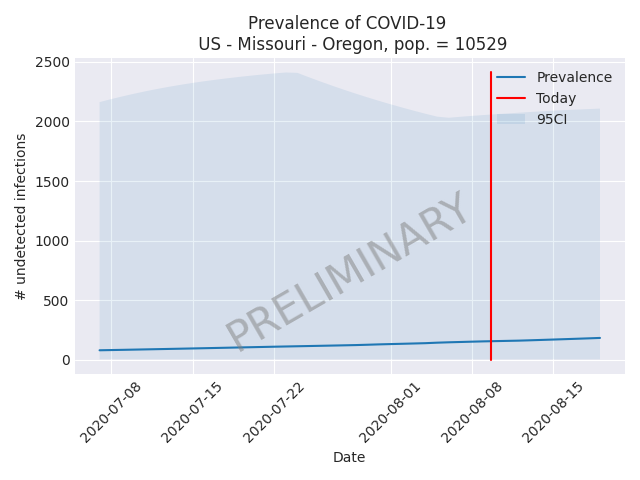 Prevalence of COVID-19
US - Missouri - Oregon, pop. = 10529
2500
2000
1500
1000
500
0
# undetected infections
Prevalence
Today
95CI
PRELIMINARY
2020-07-08
2020-07-15
2020-07-22
2020-08-01
2020-08-08
2020-08-15
Date